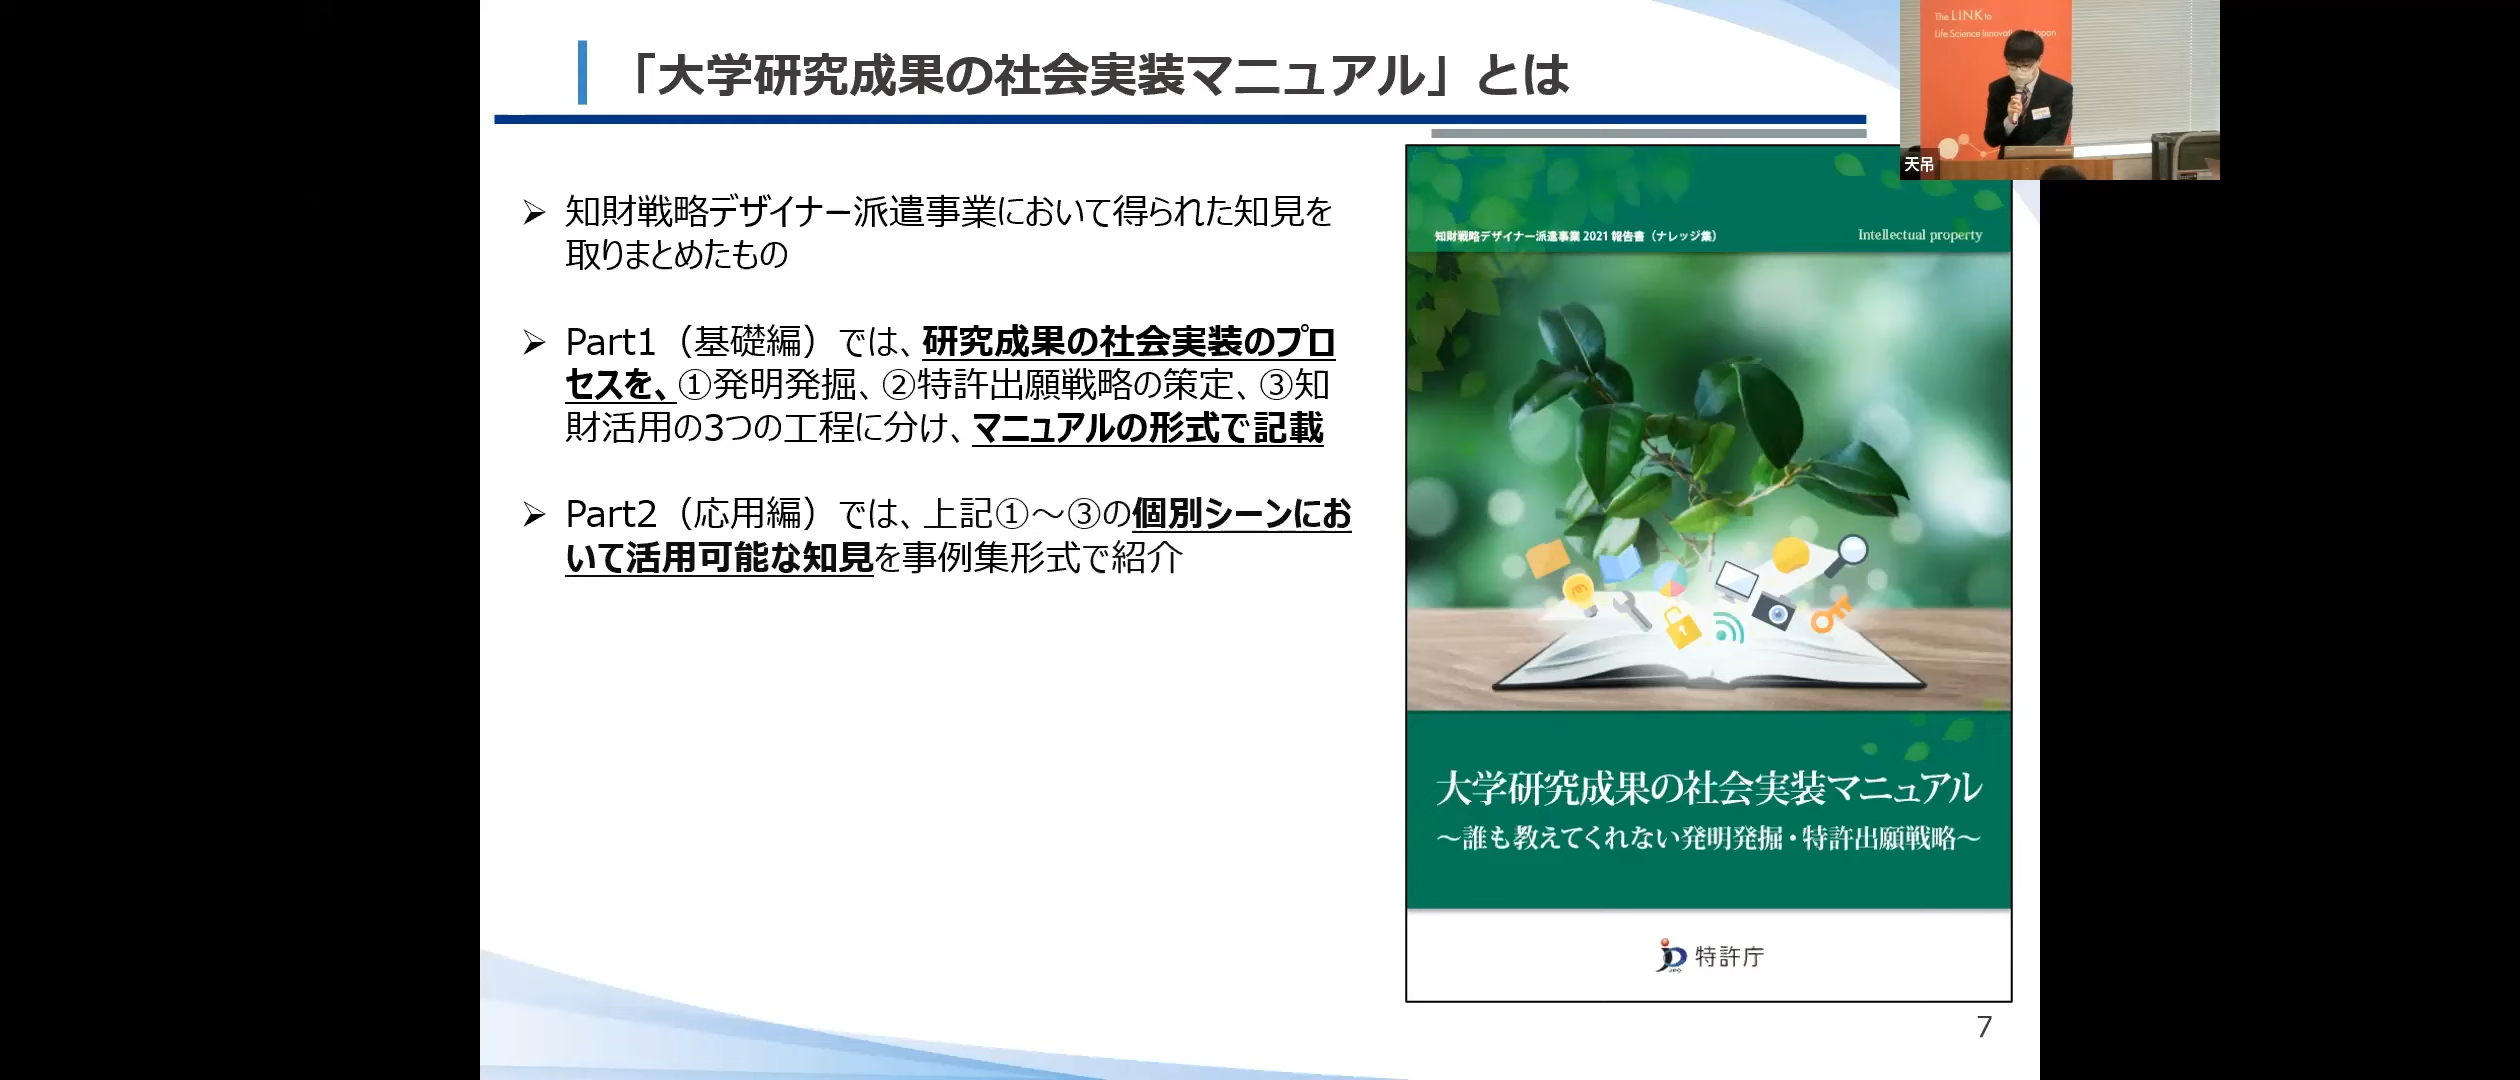 「大学研究成果の社会実装マニュアル」とは
➢ 知財戦略デザイナー派遣事業において得られた知見を
取りまとめたもの
➢ Part1（基礎編）では、研究成果の社会実装のプロ
セスを、①発明発掘、②特許出願戦略の策定、③知
財活用の3つの工程に分け、マニュアルの形式で記載
➢ Part2（応用編）では、上記①～③の個別シーンにお
いて活用可能な知見を事例集形式で紹介
知財戦略デザイナー派遣事業 2021 報告書（ナレッジ集）
Intellectual property
大学研究成果の社会実装マニュアル
～誰も教えてくれない発明発掘・特許出願戦略～
JPO
特許庁
7
The LINK to
Life Science Innovation
天吊